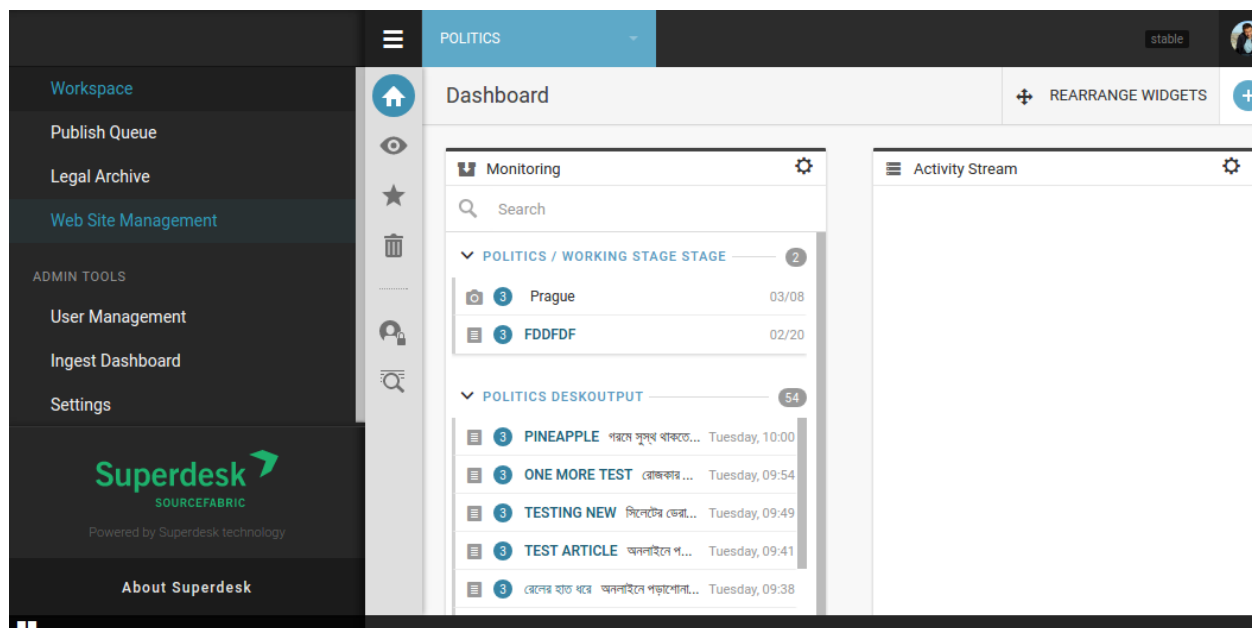 POLITICS
stable
Workspace
Publish Queue
Legal Archive
Web Site Management
ADMIN TOOLS
User Management
Ingest Dashboard
Settings
Superdesk
SOURCEFABRIC
Powered by Superdesk technology
About Superdesk
Dashboard
REARRANGE WIDGETS
Monitoring
Search
POLITICS / WORKING STAGE STAGE 2
3 Prague 03/08
3 FDDFDF 02/20
POLITICS DESKOUTPUT 54
3 PINEAPPLE গরমে সুস্থ থাকতে... Tuesday, 10:00
3 ONE MORE TEST রোজকার... Tuesday, 09:54
3 TESTING NEW সিলেটের ডেরা... Tuesday, 09:49
3 TEST ARTICLE অনলাইনে প... Tuesday, 09:41
3 রেলের হাত ধরে অনলাইনে পড়াশোনা... Tuesday, 09:38
Activity Stream